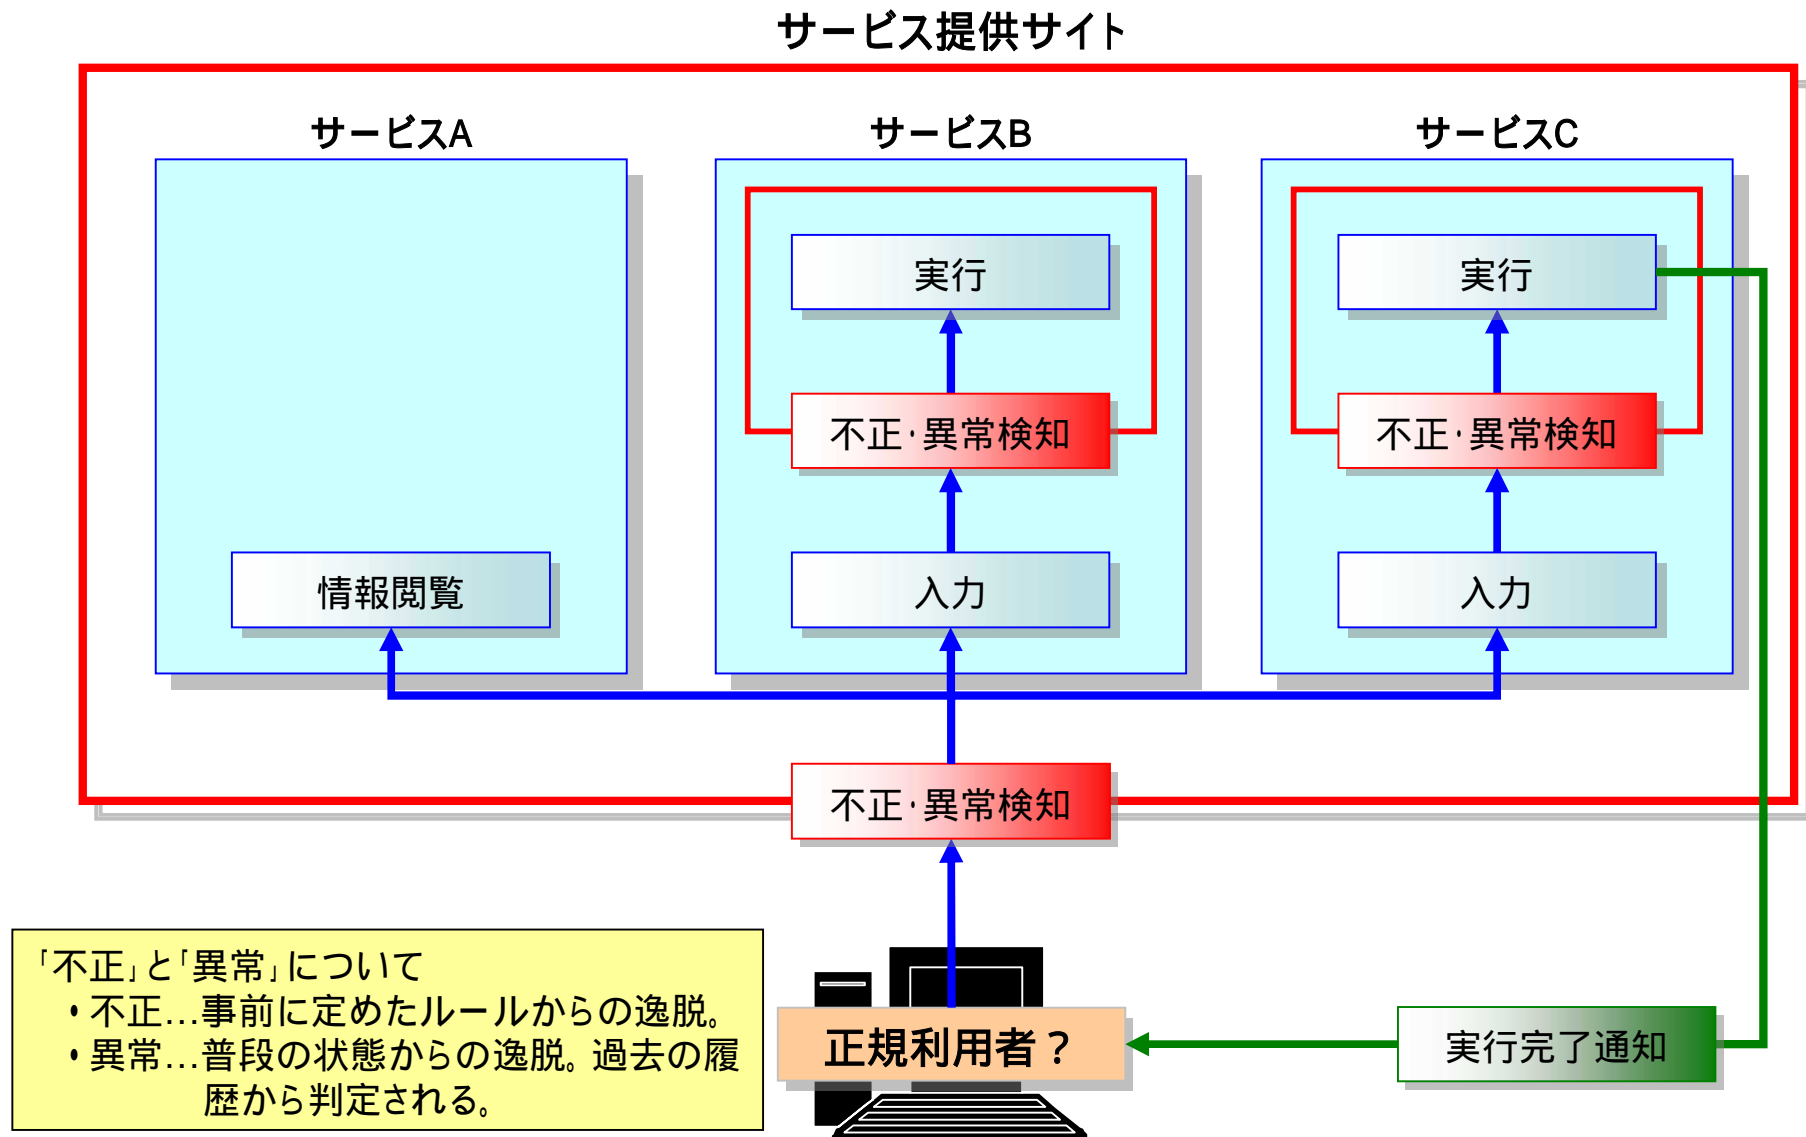 サービス提供サイト
サービスA
サービスB
サービスC
実行
実行
不正・異常検知
不正・異常検知
情報閲覧
入力
入力
不正・異常検知
「不正」と「異常」について
・不正…事前に定めたルールからの逸脱。
・異常…普段の状態からの逸脱。過去の履
歴から判定される。
正規利用者？
実行完了通知